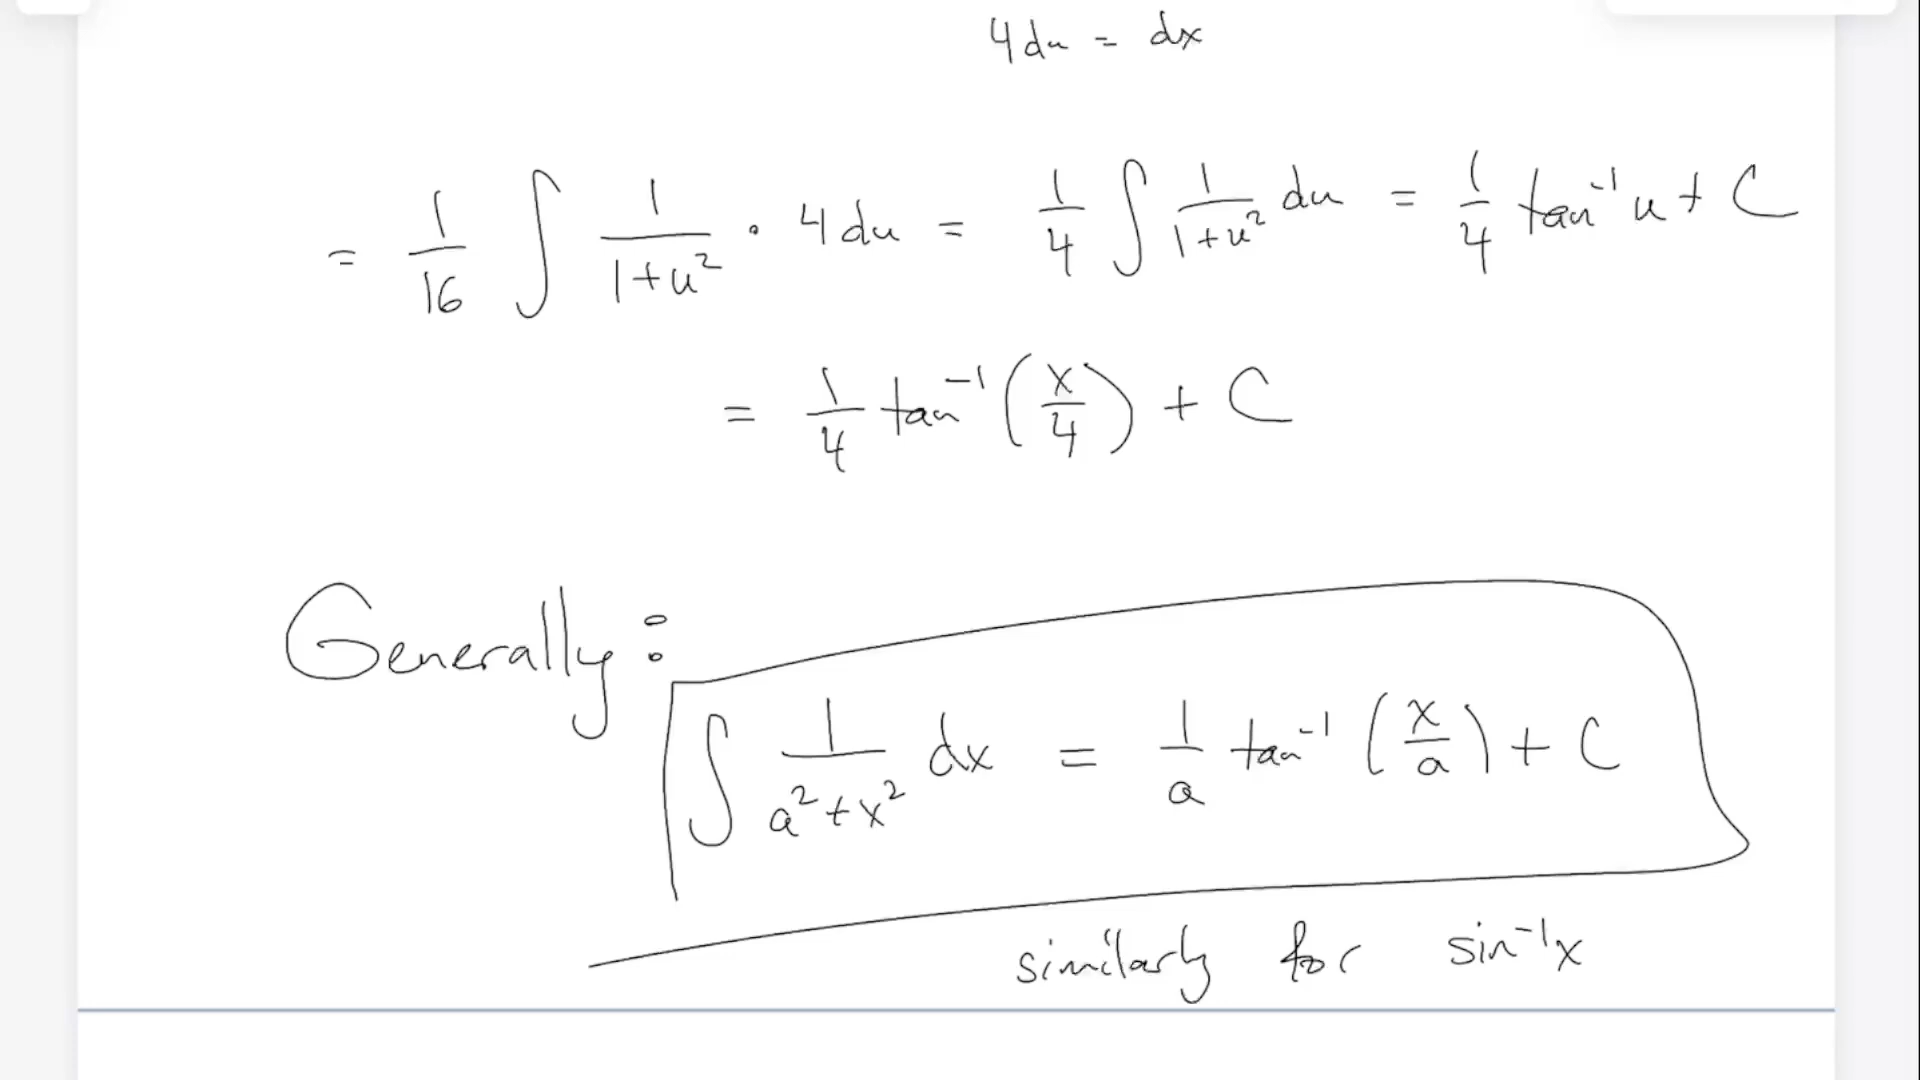 4du = dx
= 1/16 ∫ 1/(1+u²) · 4du = 1/4 ∫ 1/(1+u²) du = 1/4 tan⁻¹ u + C
= 1/4 tan⁻¹ (x/4) + C
Generally:
∫ 1/(a²+x²) dx = 1/a tan⁻¹ (x/a) + C
similarly for sin⁻¹x